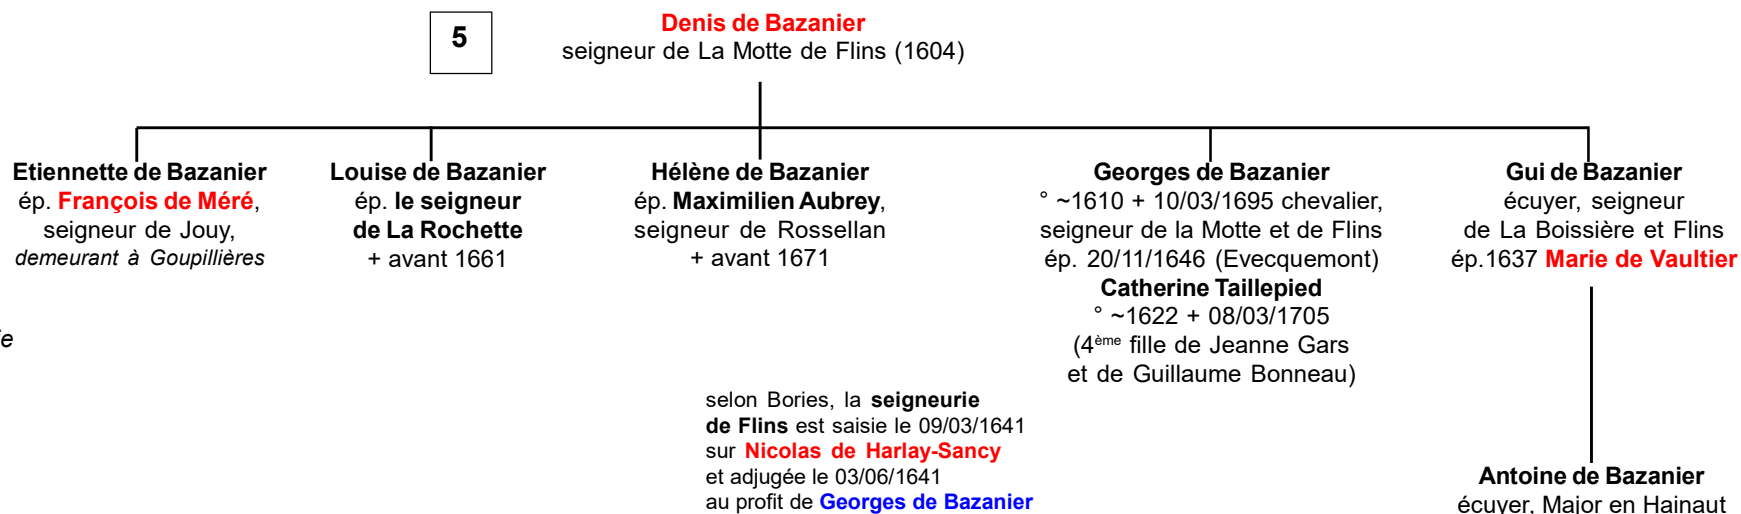 5
Denis de Bazanier
seigneur de La Motte de Flins (1604)
Etiennette de Bazanier
ép. François de Méré,
seigneur de Jouy,
demeurant à Goupillières
Louise de Bazanier
ép. le seigneur
de La Rochette
+ avant 1661
Hélène de Bazanier
ép. Maximilien Aubrey,
seigneur de Rossellan
+ avant 1671
Georges de Bazanier
° ~1610 + 10/03/1695 chevalier,
seigneur de la Motte et de Flins
ép. 20/11/1646 (Evecquemont)
Catherine Taillepied
° ~1622 + 08/03/1705
(4ème fille de Jeanne Gars
et de Guillaume Bonneau)
Gui de Bazanier
écuyer, seigneur
de La Boissière et Flins
ép.1637 Marie de Vaultier
selon Bories, la seigneurie
de Flins est saisie le 09/03/1641
sur Nicolas de Harlay-Sancy
et adjugée le 03/06/1641
au profit de Georges de Bazanier
Antoine de Bazanier
écuyer, Major en Hainaut